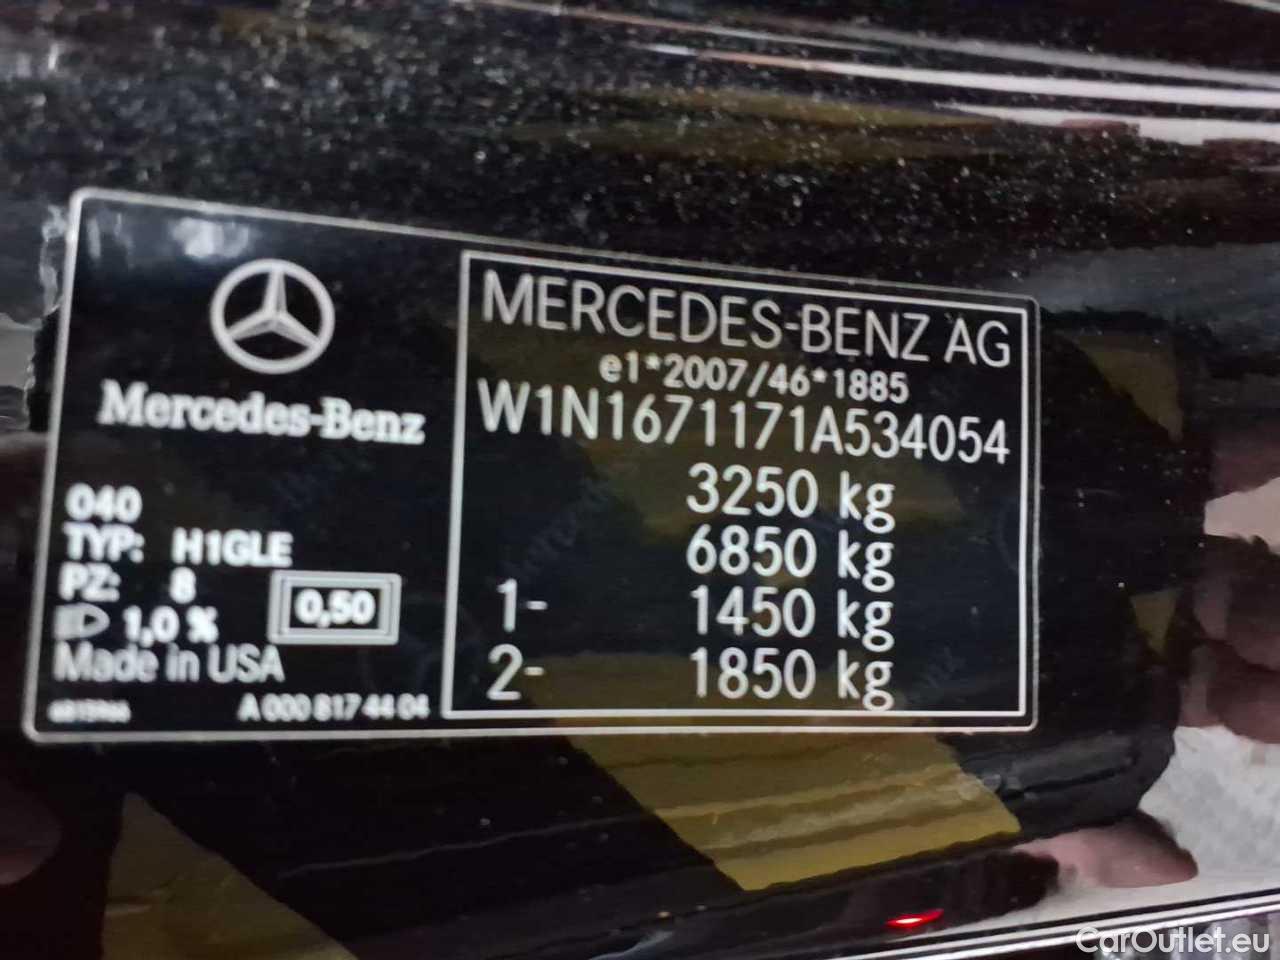 Mercedes-Benz
040
TYP: H1GLE
PZ: 8
1,0 %
0,50
Made in USA
A 000 817 44 04
MERCEDES-BENZ AG
e1*2007/46*1885
W1N1671171A534054
3250 kg
6850 kg
1- 1450 kg
2- 1850 kg
CarOutlet.eu